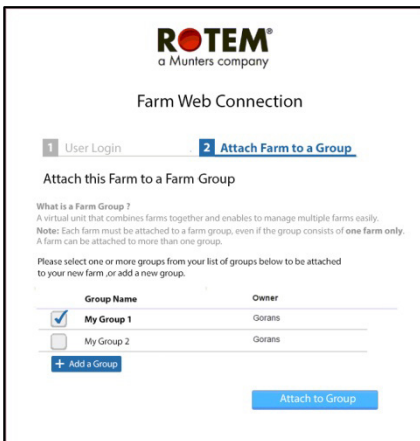 ROTEM®
a Munters company
Farm Web Connection
1 User Login
2 Attach Farm to a Group
Attach this Farm to a Farm Group
What is a Farm Group ?
A virtual unit that combines farms together and enables to manage multiple farms easily.
Note: Each farm must be attached to a farm group, even if the group consists of one farm only.
A farm can be attached to more than one group.
Please select one or more groups from your list of groups below to be attached
to your new farm ,or add a new group.
Group Name Owner
My Group 1 Gorans
My Group 2 Gorans
+ Add a Group
Attach to Group